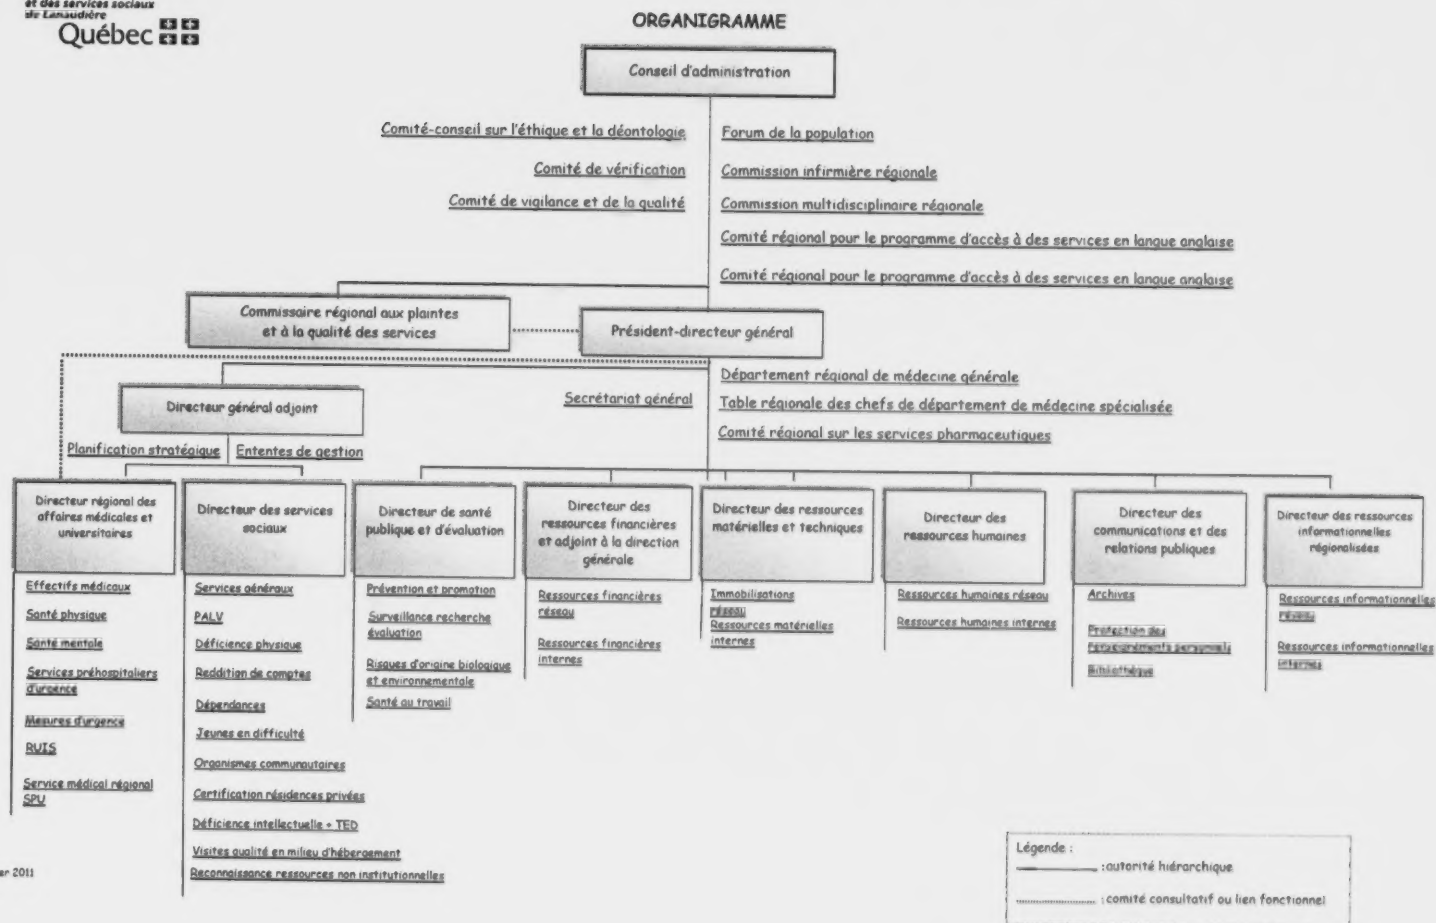 et des services sociaux
de Lanaudière
Québec
ORGANIGRAMME
Conseil d'administration
Comité-conseil sur l'éthique et la déontologie
Forum de la population
Comité de vérification
Commission infirmière régionale
Comité de vigilance et de la qualité
Commission multidisciplinaire régionale
Comité régional pour le programme d'accès à des services en langue anglaise
Comité régional pour le programme d'accès à des services en langue anglaise
Commissaire régional aux plaintes
et à la qualité des services
Président-directeur général
Département régional de médecine générale
Secrétariat général
Table régionale des chefs de département de médecine spécialisée
Comité régional sur les services pharmaceutiques
Directeur général adjoint
Planification stratégique
Ententes de gestion
Directeur régional des
affaires médicales et
universitaires
Effectifs médicaux
Santé physique
Santé mentale
Services préhospitaliers
d'urgence
Mesures d'urgence
RUIS
Service médical régional
SPU
Directeur des services
sociaux
Services généraux
PALV
Déficience physique
Reddition de comptes
Dépendances
Jeunes en difficulté
Organismes communautaires
Certification résidences privées
Déficience intellectuelle + TED
Visites qualité en milieu d'hébergement
Reconnaissance ressources non institutionnelles
Directeur de santé
publique et d'évaluation
Prévention et promotion
Surveillance recherche
évaluation
Risques d'origine biologique
et environnementale
Santé au travail
Directeur des
ressources financières
et adjoint à la direction
générale
Ressources financières
réseau
Ressources financières
internes
Directeur des ressources
matérielles et techniques
Immobilisations
réseau
Ressources matérielles
internes
Directeur des
ressources humaines
Ressources humaines réseau
Ressources humaines internes
Directeur des
communications et des
relations publiques
Archives
Protection des
renseignements personnels
Bibliothèque
Directeur des ressources
informationnelles
régionalisées
Ressources informationnelles
réseau
Ressources informationnelles
internes
er 2011
Légende :
: autorité hiérarchique
: comité consultatif ou lien fonctionnel